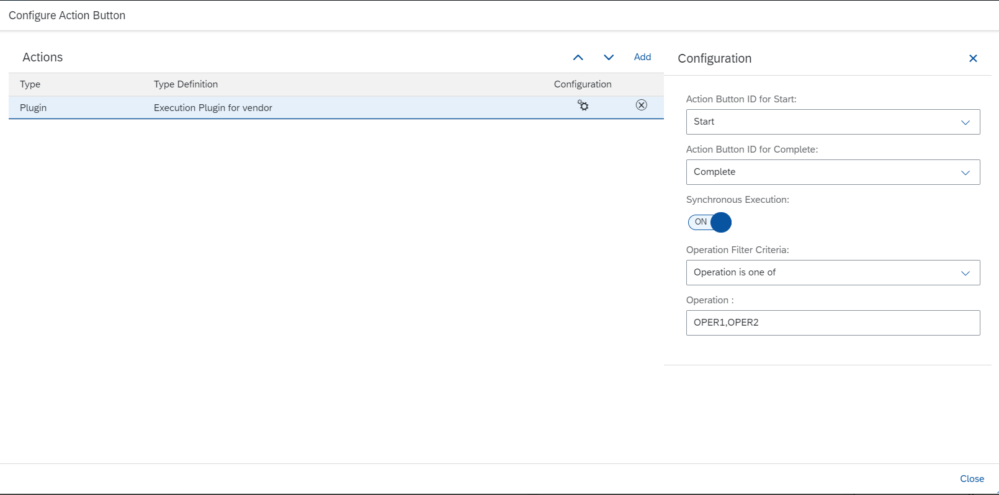 Configure Action Button
Actions
Add
Type
Type Definition
Configuration
Plugin
Execution Plugin for vendor
Configuration
Action Button ID for Start:
Start
Action Button ID for Complete:
Complete
Synchronous Execution:
ON
Operation Filter Criteria:
Operation is one of
Operation :
OPER1,OPER2
Close